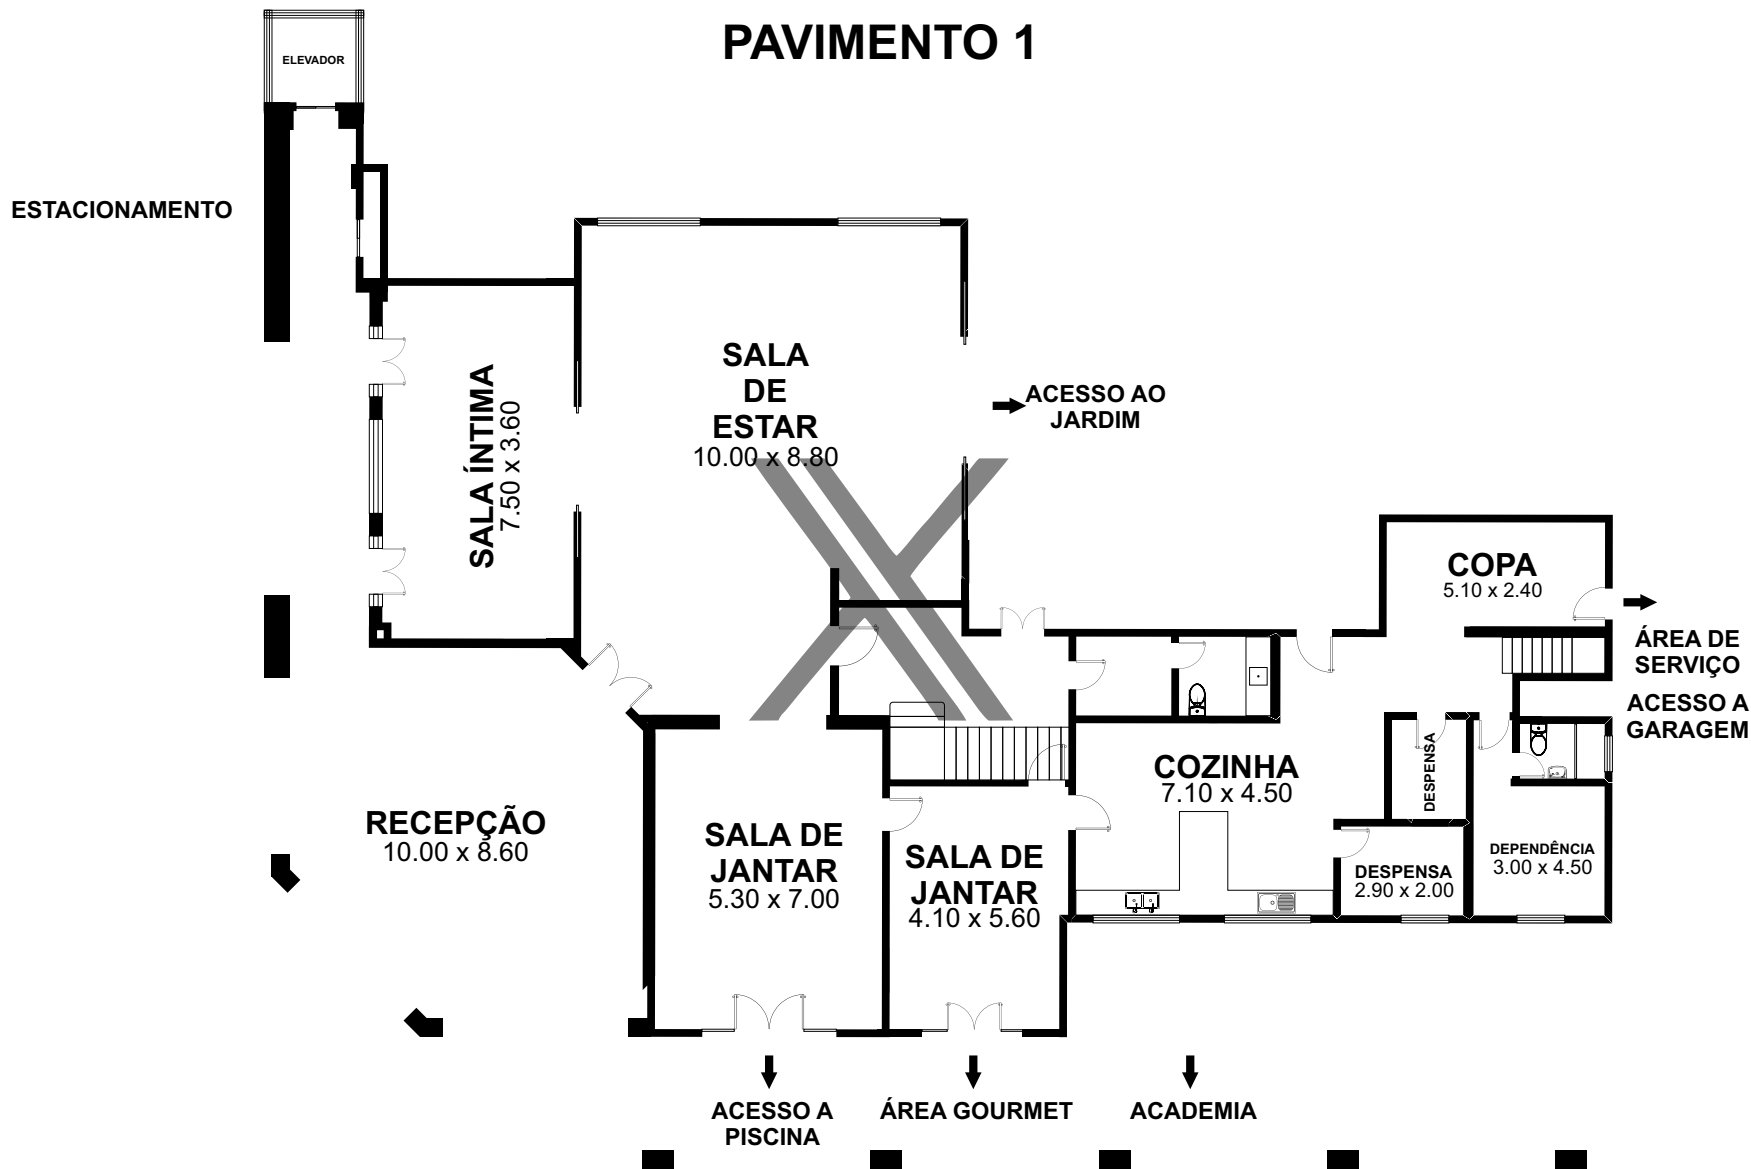 PAVIMENTO 1
ELEVADOR
ESTACIONAMENTO
SALA ÍNTIMA
7.50 x 3.60
SALA
DE
ESTAR
10.00 x 8.80
ACESSO AO
JARDIM
COPA
5.10 x 2.40
ÁREA DE
SERVIÇO
ACESSO A
GARAGEM
RECEPÇÃO
10.00 x 8.60
SALA DE
JANTAR
5.30 x 7.00
SALA DE
JANTAR
4.10 x 5.60
COZINHA
7.10 x 4.50
DESPENSA
DESPENSA
2.90 x 2.00
DEPENDÊNCIA
3.00 x 4.50
ACESSO A
PISCINA
ÁREA GOURMET
ACADEMIA